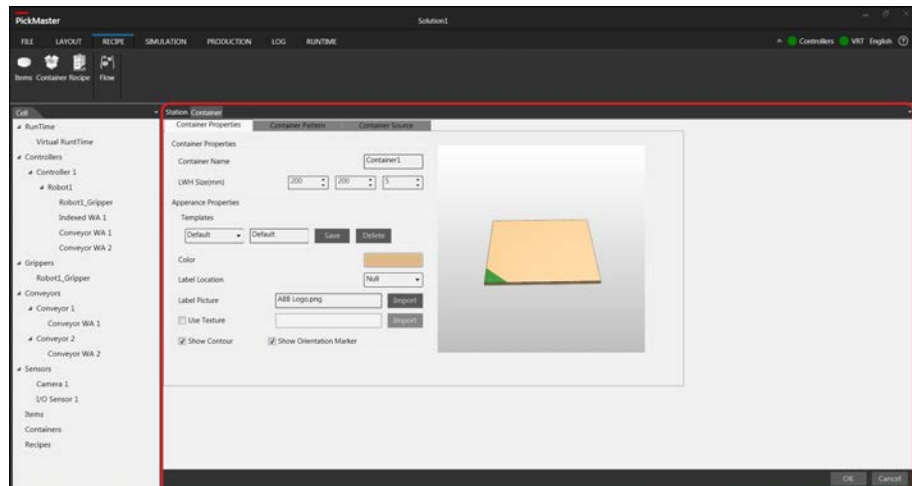 PickMaster
Solution1
FILE LAYOUT RECIPE SIMULATION PRODUCTION LOG RUNTIME Controllers VRT English
Items Container Recipe Flow
Cell
RunTime
Virtual RuntTime
Controllers
Controller 1
Robot1
Robot1_Gripper
Indexed WA 1
Conveyor WA 1
Conveyor WA 2
Grippers
Robot1_Gripper
Conveyors
Conveyor 1
Conveyor WA 1
Conveyor 2
Conveyor WA 2
Sensors
Camera 1
I/O Sensor 1
Items
Containers
Recipes
Station Container
Container Properties Container Pattern Container Source
Container Properties
Container Name Container1
LWH Size(mm) 200 200 5
Apperance Properties
Templates
Default Default Save Delete
Color
Label Location Null
Label Picture ABB Logo.png Import
Use Texture Import
Show Contour Show Orientation Marker
OK Cancel